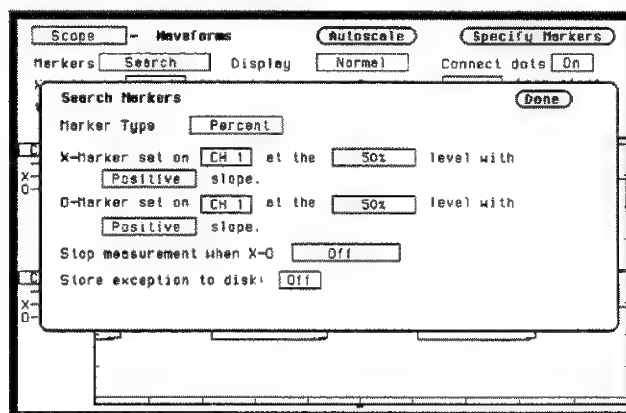 Scope - Waveforms Autoscale Specify Markers
Markers Search Display Normal Connect dots On
Search Markers Done
Marker Type Percent
X-Marker set on CH 1 at the 50% level with
Positive slope.
O-Marker set on CH 1 at the 50% level with
Positive slope.
Stop measurement when X-O Off
Store exception to disk: Off
X-
O-
X-
O-